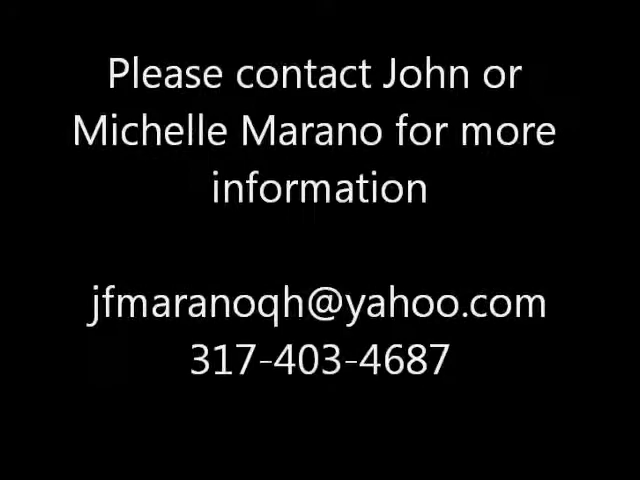 Please contact John or
Michelle Marano for more
information
jfmaranoqh@yahoo.com
317-403-4687